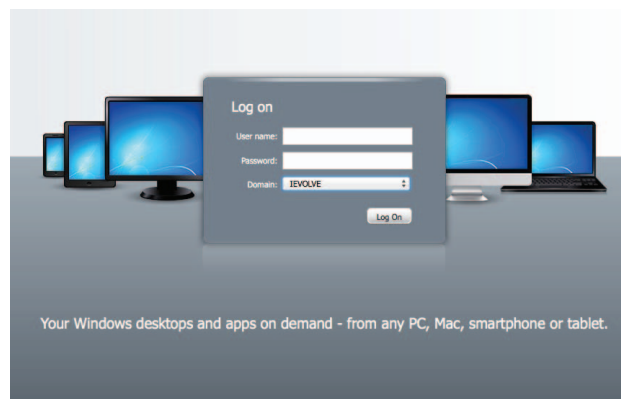 Log on
User name:
Password:
Domain: IEVOLVE
Log On
Your Windows desktops and apps on demand - from any PC, Mac, smartphone or tablet.